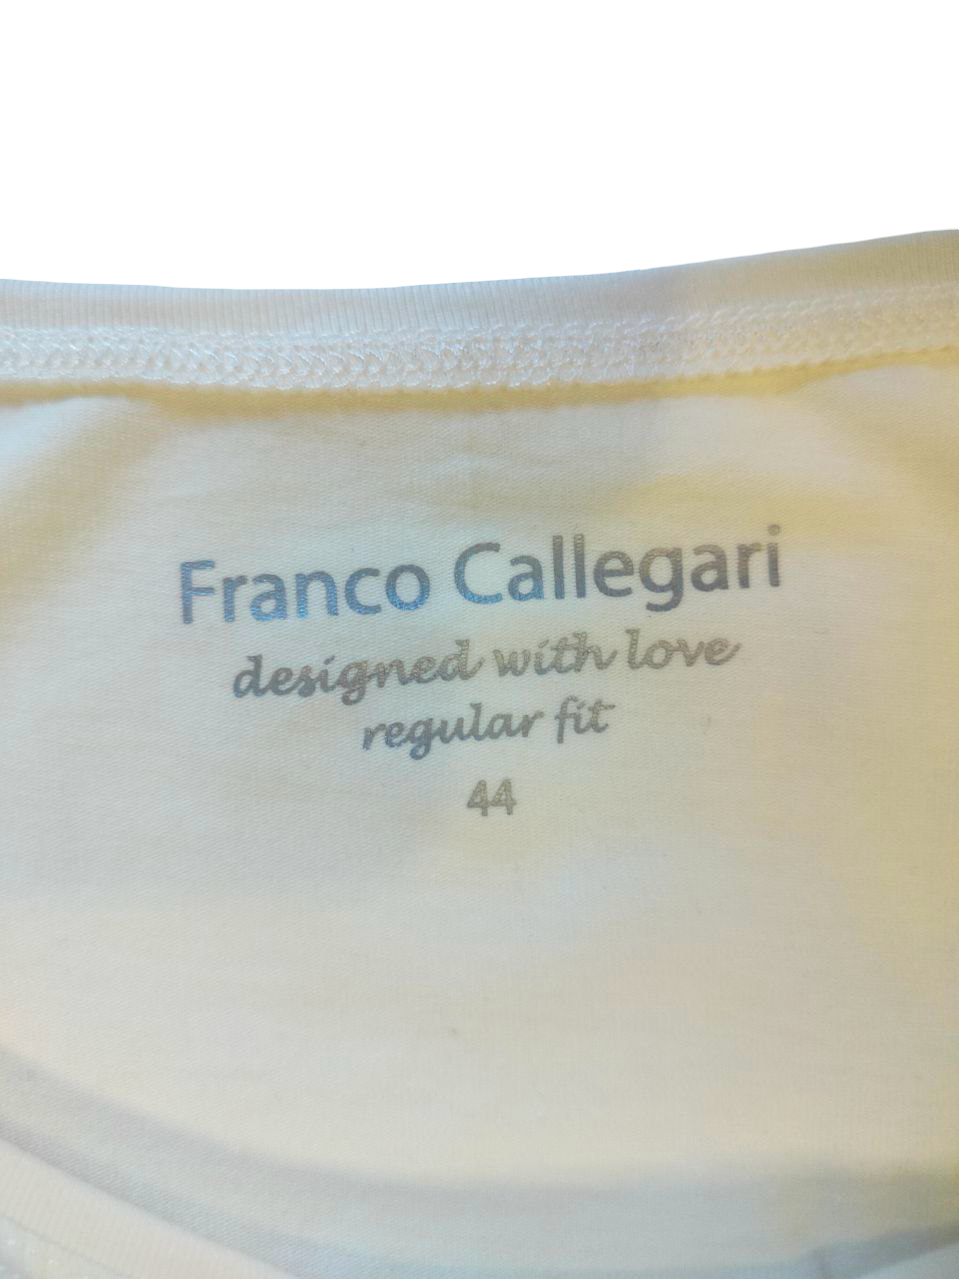 Franco Callegari
designed with love
regular fit
44